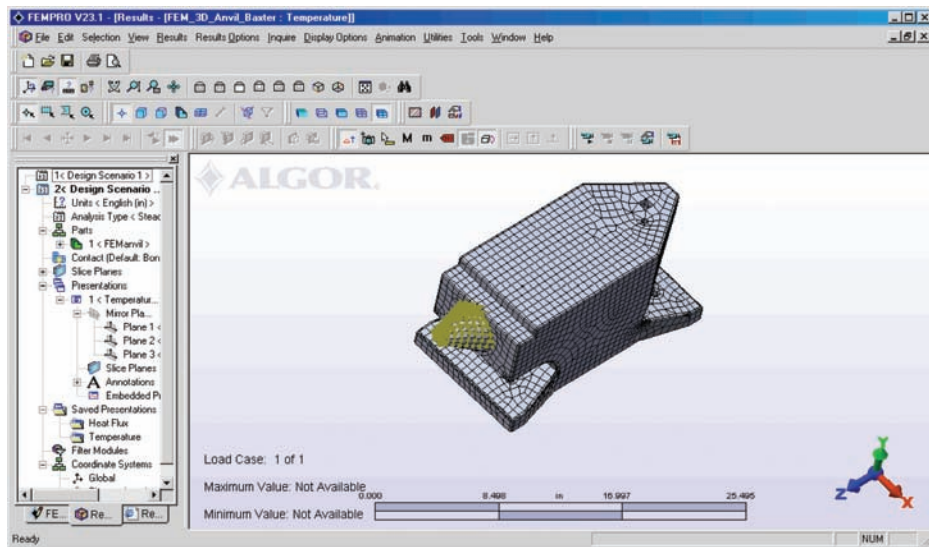 FEMPRO V23.1 - [Results - [FEM_3D_Anvil_Baxter : Temperature]]
File Edit Selection View Results Results Options Inquire Display Options Animation Utilities Tools Window Help
M m
1< Design Scenario 1 >
2< Design Scenario ..
Units < English (in) >
Analysis Type < Steac
Parts
1 < FEManvil >
Contact (Default: Bon
Slice Planes
Presentations
1 < Temperatur...
Mirror Pla...
Plane 1 <
Plane 2 <
Plane 3 <
Slice Planes
A Annotations
Embedded Pr
Saved Presentations
Heat Flux
Temperature
Filter Modules
Coordinate Systems
Global
FE... Re... Re...
ALGOR
Load Case: 1 of 1
Maximum Value: Not Available
Minimum Value: Not Available
0.000 8.498 in 16.997 25.495
Y
Z X
Ready NUM